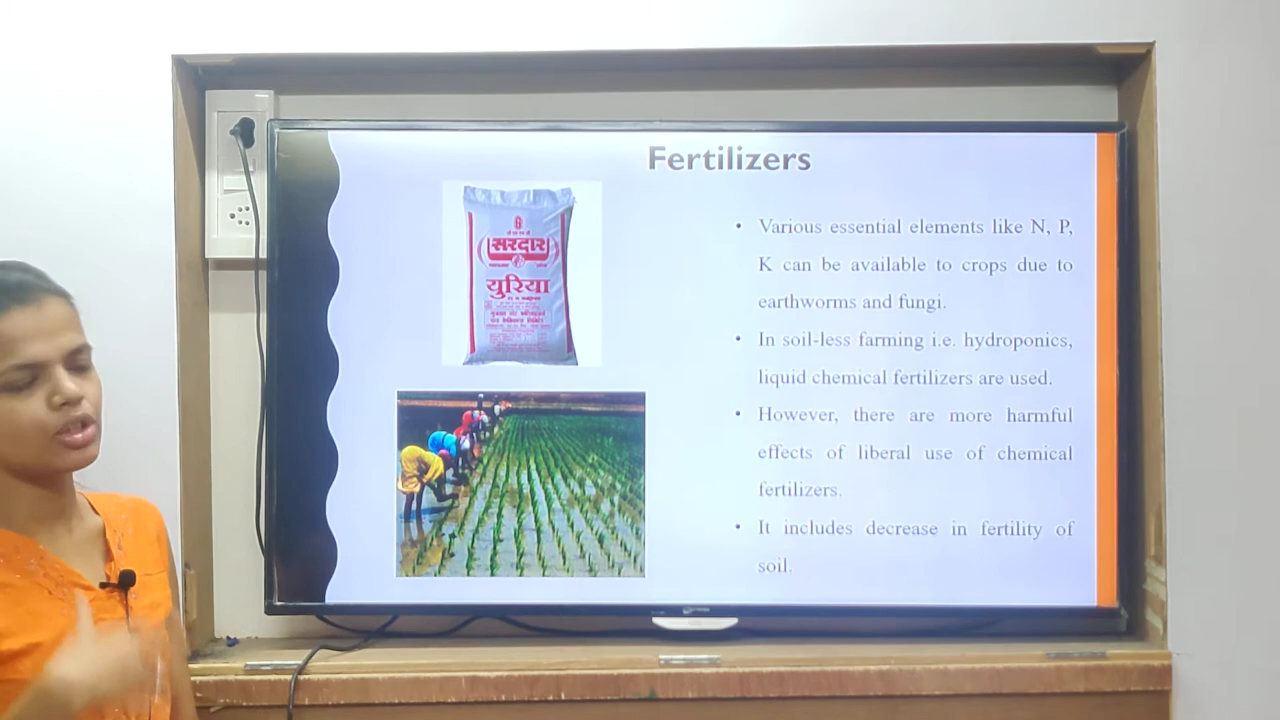 Fertilizers
सरदार
युरिया
• Various essential elements like N, P,
K can be available to crops due to
earthworms and fungi.
• In soil-less farming i.e. hydroponics,
liquid chemical fertilizers are used.
• However, there are more harmful
effects of liberal use of chemical
fertilizers.
• It includes decrease in fertility of
soil.